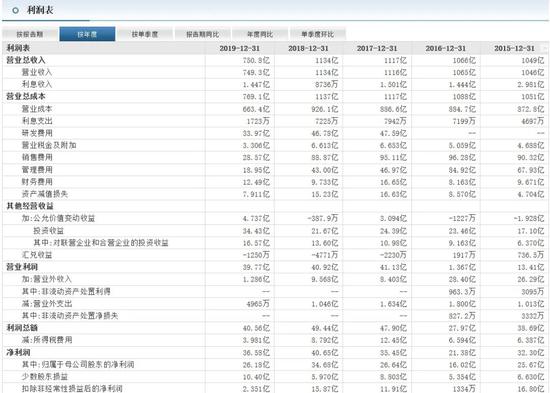 利润表
按报告期 按年度 按单季度 报告期同比 年度同比 单季度环比
利润表 2019-12-31 2018-12-31 2017-12-31 2016-12-31 2015-12-31
营业总收入 750.8亿 1134亿 1117亿 1066亿 1049亿
营业收入 749.3亿 1134亿 1116亿 1065亿 1046亿
利息收入 1.447亿 8736万 1.501亿 1.444亿 2.981亿
营业总成本 769.1亿 1137亿 1117亿 1088亿 1051亿
营业成本 663.4亿 926.1亿 886.6亿 884.7亿 872.8亿
利息支出 1723万 7225万 7942万 7199万 4697万
研发费用 33.97亿 46.78亿 47.59亿 -- --
营业税金及附加 3.306亿 6.613亿 6.633亿 5.059亿 4.688亿
销售费用 28.57亿 88.87亿 95.11亿 96.28亿 90.32亿
管理费用 18.95亿 43.00亿 46.97亿 84.92亿 67.93亿
财务费用 12.49亿 9.733亿 16.65亿 8.163亿 9.671亿
资产减值损失 7.911亿 15.23亿 16.63亿 8.570亿 4.704亿
其他经营收益
加:公允价值变动收益 4.737亿 -387.9万 3.094亿 -1227万 -1.928亿
投资收益 34.43亿 21.67亿 24.39亿 23.46亿 17.10亿
其中:对联营企业和合营企业的投资收益 16.57亿 13.60亿 10.98亿 9.163亿 6.370亿
汇兑收益 -1250万 -4771万 -2230万 1917万 736.5万
营业利润 39.77亿 40.92亿 41.13亿 1.367亿 13.41亿
加:营业外收入 1.286亿 9.568亿 8.403亿 28.40亿 26.29亿
其中:非流动资产处置利得 -- -- -- 963.3万 3095万
减:营业外支出 4965万 1.046亿 1.634亿 1.800亿 1.013亿
其中:非流动资产处置净损失 -- -- -- 827.2万 3332万
利润总额 40.56亿 49.44亿 47.90亿 27.97亿 38.69亿
减:所得税费用 3.981亿 8.792亿 12.45亿 6.594亿 6.387亿
净利润 36.58亿 40.65亿 35.45亿 21.38亿 32.30亿
其中:归属于母公司股东的净利润 26.18亿 34.68亿 26.64亿 16.02亿 25.67亿
少数股东损益 10.40亿 5.970亿 8.803亿 5.354亿 6.630亿
扣除非经常性损益后的净利润 2.351亿 15.87亿 11.91亿 1334万 16.80亿